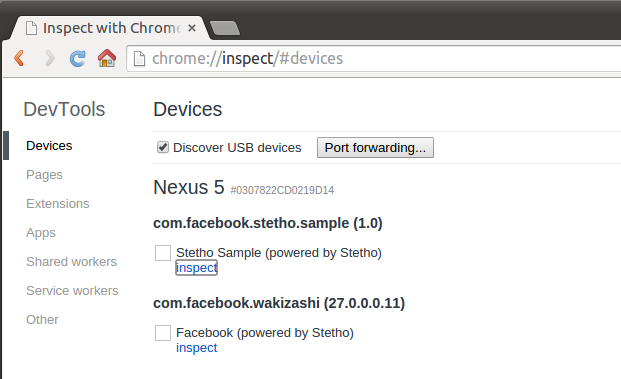 Inspect with Chrome
chrome://inspect/#devices
DevTools
Devices
Pages
Extensions
Apps
Shared workers
Service workers
Other
Devices
Discover USB devices
Port forwarding...
Nexus 5 #0307822CD0219D14
com.facebook.stetho.sample (1.0)
Stetho Sample (powered by Stetho)
inspect
com.facebook.wakizashi (27.0.0.0.11)
Facebook (powered by Stetho)
inspect